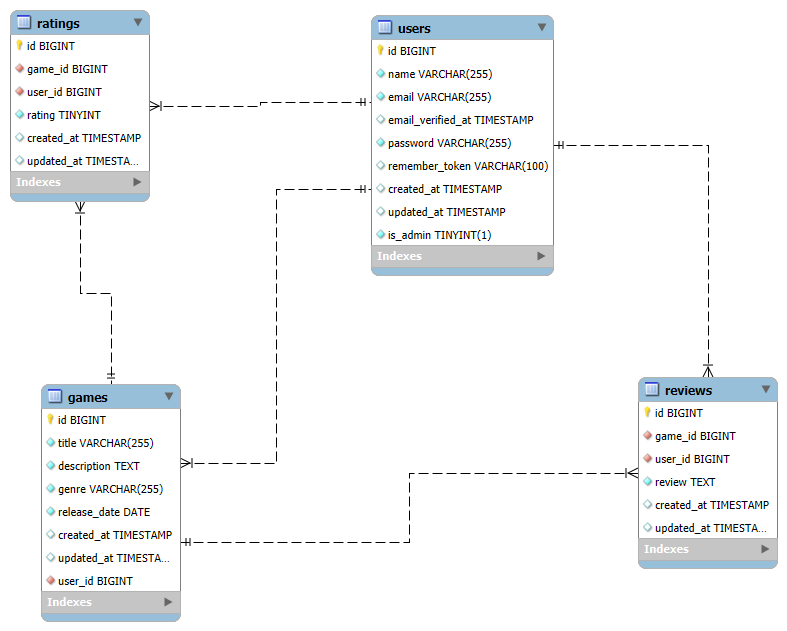 ratings
id BIGINT
game_id BIGINT
user_id BIGINT
rating TINYINT
created_at TIMESTAMP
updated_at TIMESTA...
Indexes
users
id BIGINT
name VARCHAR(255)
email VARCHAR(255)
email_verified_at TIMESTAMP
password VARCHAR(255)
remember_token VARCHAR(100)
created_at TIMESTAMP
updated_at TIMESTAMP
is_admin TINYINT(1)
Indexes
games
id BIGINT
title VARCHAR(255)
description TEXT
genre VARCHAR(255)
release_date DATE
created_at TIMESTAMP
updated_at TIMESTA...
user_id BIGINT
Indexes
reviews
id BIGINT
game_id BIGINT
user_id BIGINT
review TEXT
created_at TIMESTAMP
updated_at TIMESTA...
Indexes